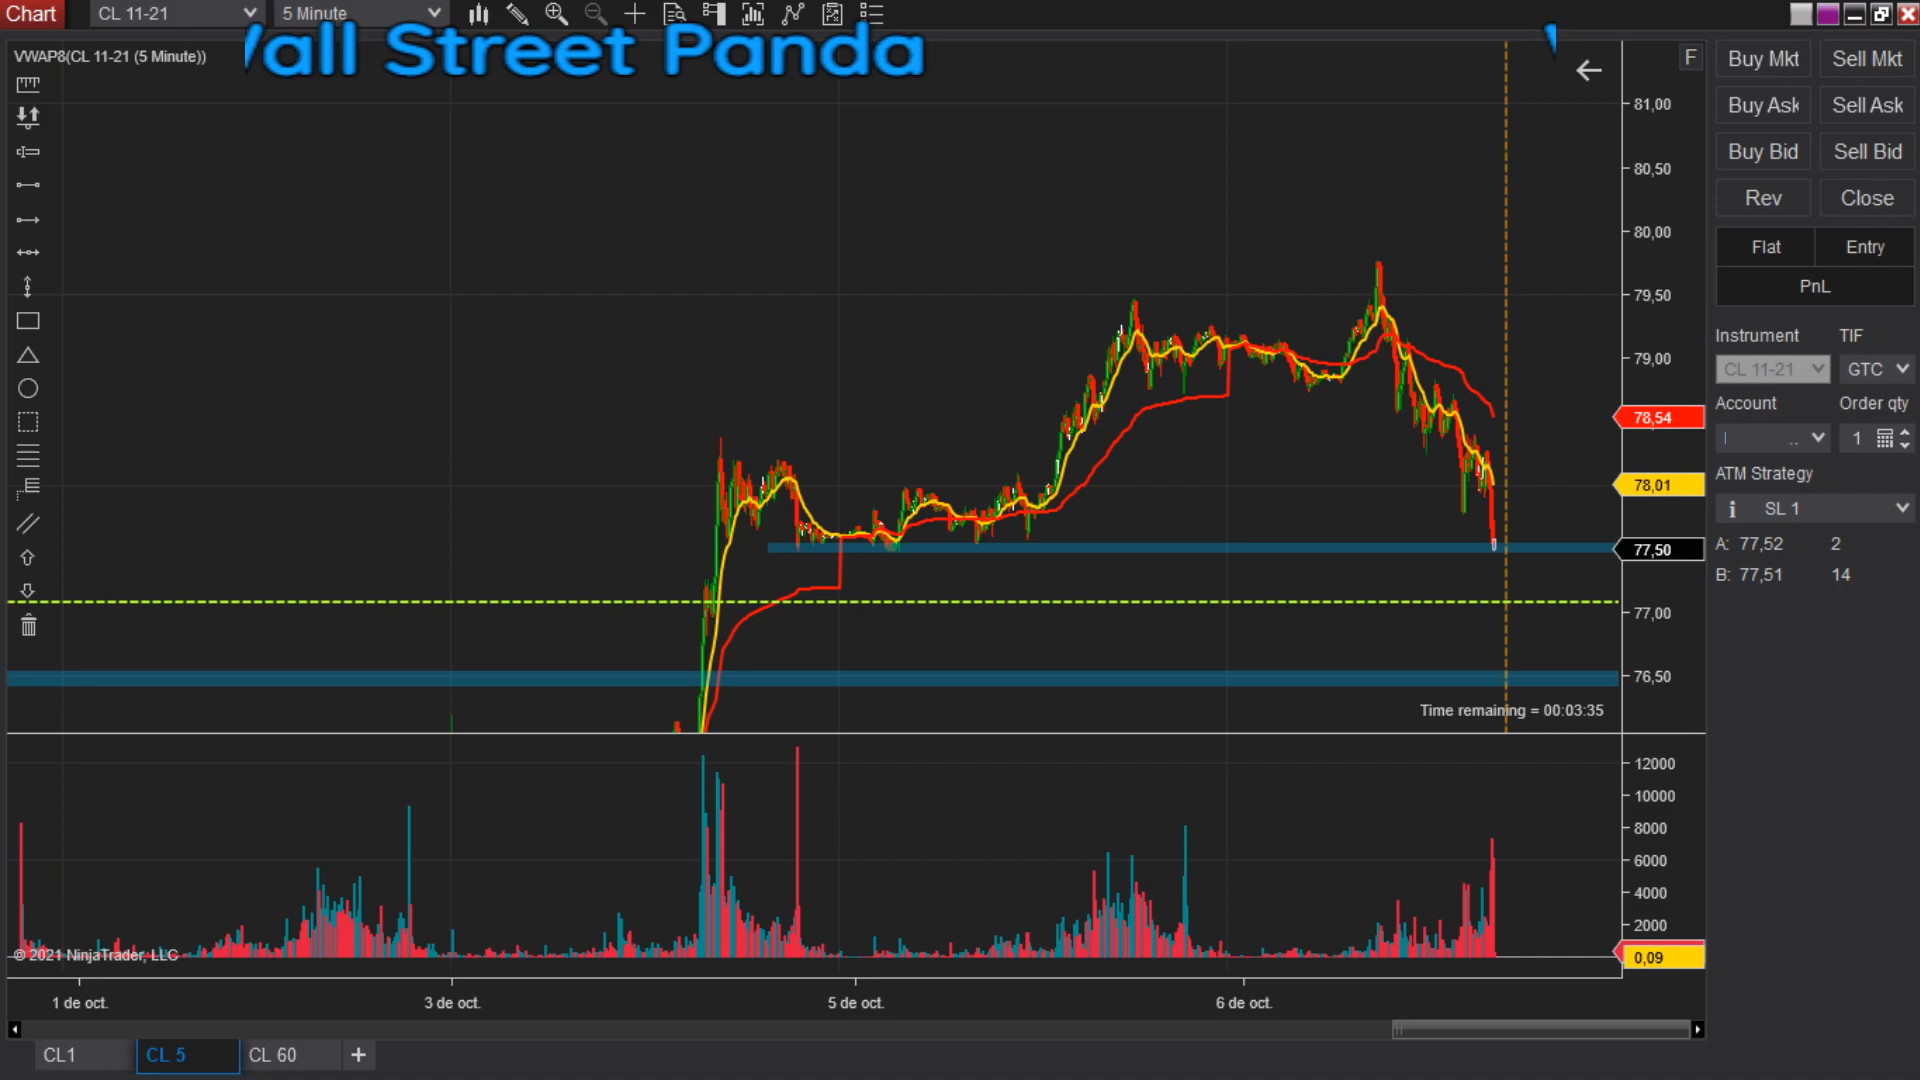 Chart CL 11-21 5 Minute
Wall Street Panda
VWAP8(CL 11-21 (5 Minute))
F
Buy Mkt Sell Mkt
Buy Ask Sell Ask
Buy Bid Sell Bid
Rev Close
Flat Entry
PnL
Instrument TIF
CL 11-21 GTC
Account Order qty
1
ATM Strategy
SL 1
A: 77,52 2
B: 77,51 14
81,00
80,50
80,00
79,50
79,00
78,54
78,01
77,50
77,00
76,50
Time remaining = 00:03:35
12000
10000
8000
6000
4000
2000
0,09
© 2021 NinjaTrader, LLC
1 de oct. 3 de oct. 5 de oct. 6 de oct.
CL1 CL 5 CL 60 +